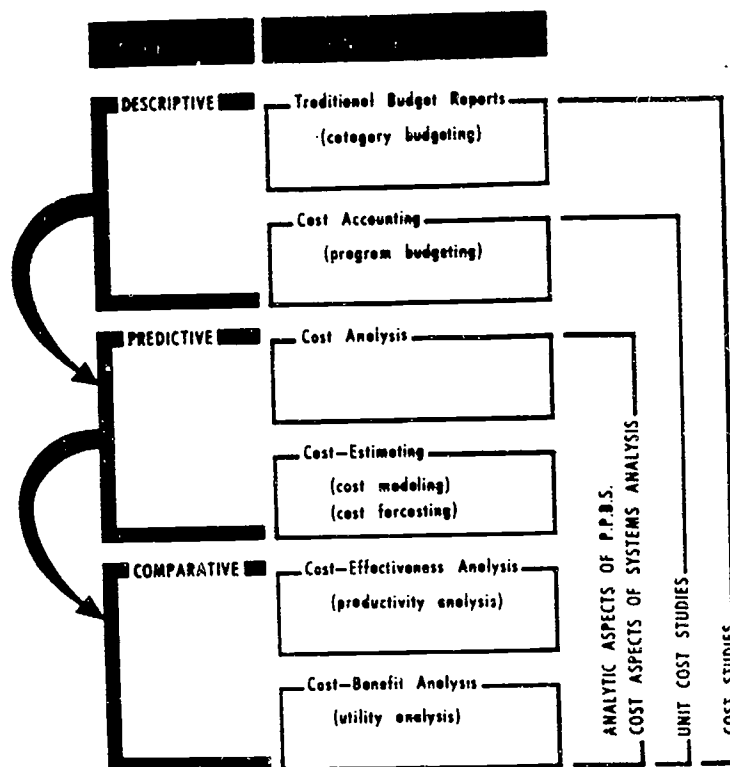 DESCRIPTIVE
Traditional Budget Reports
(category budgeting)
Cost Accounting
(program budgeting)
PREDICTIVE
Cost Analysis
Cost-Estimating
(cost modeling)
(cost forcasting)
COMPARATIVE
Cost-Effectiveness Analysis
(productivity analysis)
Cost-Benefit Analysis
(utility analysis)
ANALYTIC ASPECTS OF P.P.B.S.
COST ASPECTS OF SYSTEMS ANALYSIS
UNIT COST STUDIES
COST STUDIES